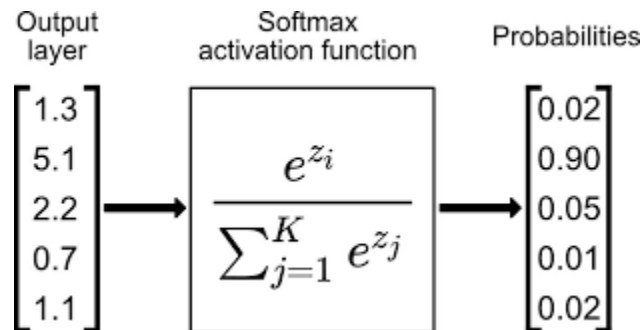 Output
layer
Softmax
activation function
Probabilities
1.3
5.1
2.2
0.7
1.1
e^{z_i}
∑_{j=1}^{K} e^{z_j}
0.02
0.90
0.05
0.01
0.02